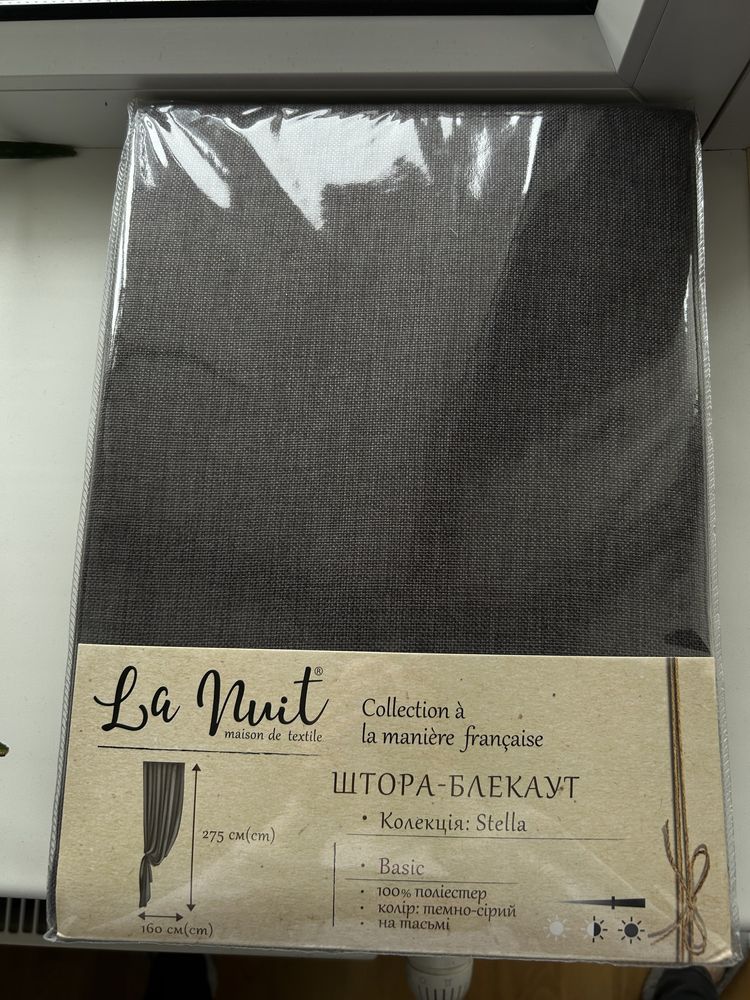 La Nuit®
maison de textile
Collection à
la manière française
ШТОРА-БЛЕКАУТ
• Колекція: Stella
275 см(cm)
• Basic
• 100% поліестер
• колір: темно-сірий
• на тасьмі
160 см(cm)